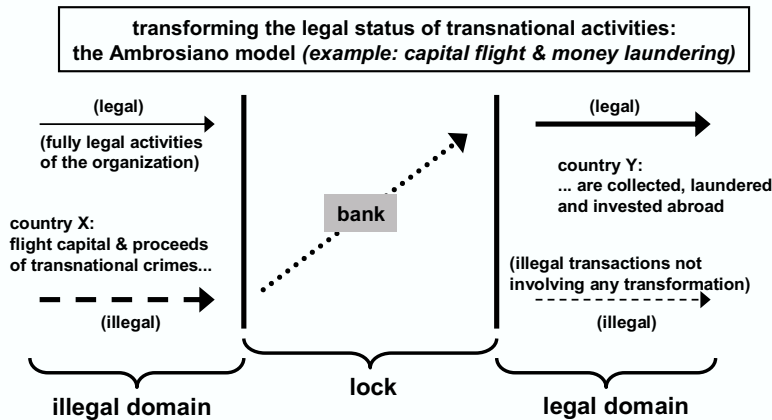 transforming the legal status of transnational activities:
the Ambrosiano model (example: capital flight & money laundering)
(legal)
(fully legal activities
of the organization)
country X:
flight capital & proceeds
of transnational crimes...
(illegal)
bank
(legal)
country Y:
... are collected, laundered
and invested abroad
(illegal transactions not
involving any transformation)
(illegal)
illegal domain
lock
legal domain